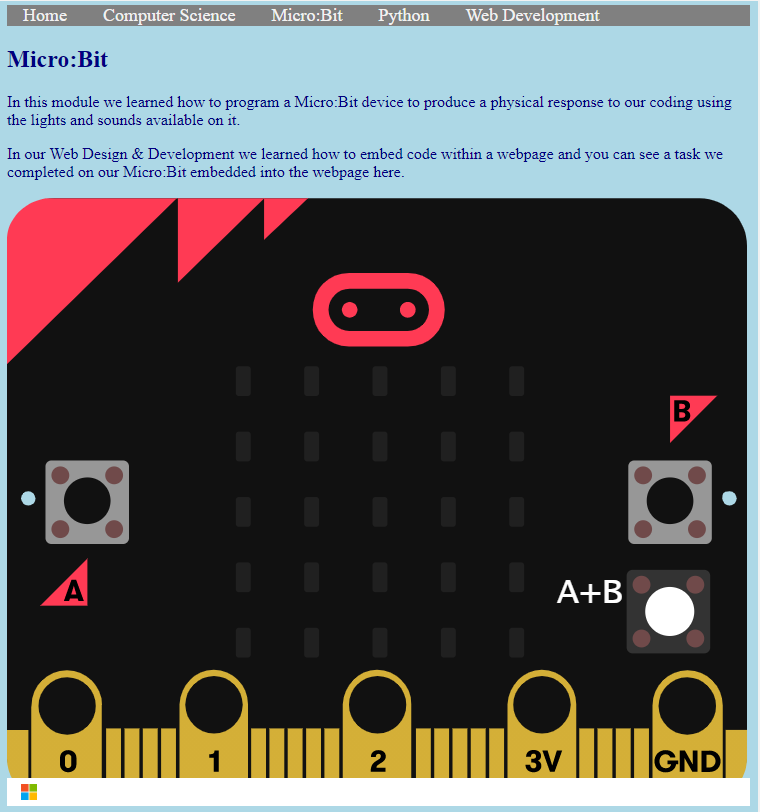 Home Computer Science Micro:Bit Python Web Development
Micro:Bit
In this module we learned how to program a Micro:Bit device to produce a physical response to our coding using
the lights and sounds available on it.
In our Web Design & Development we learned how to embed code within a webpage and you can see a task we
completed on our Micro:Bit embedded into the webpage here.
B
A
A+B
0 1 2 3V GND